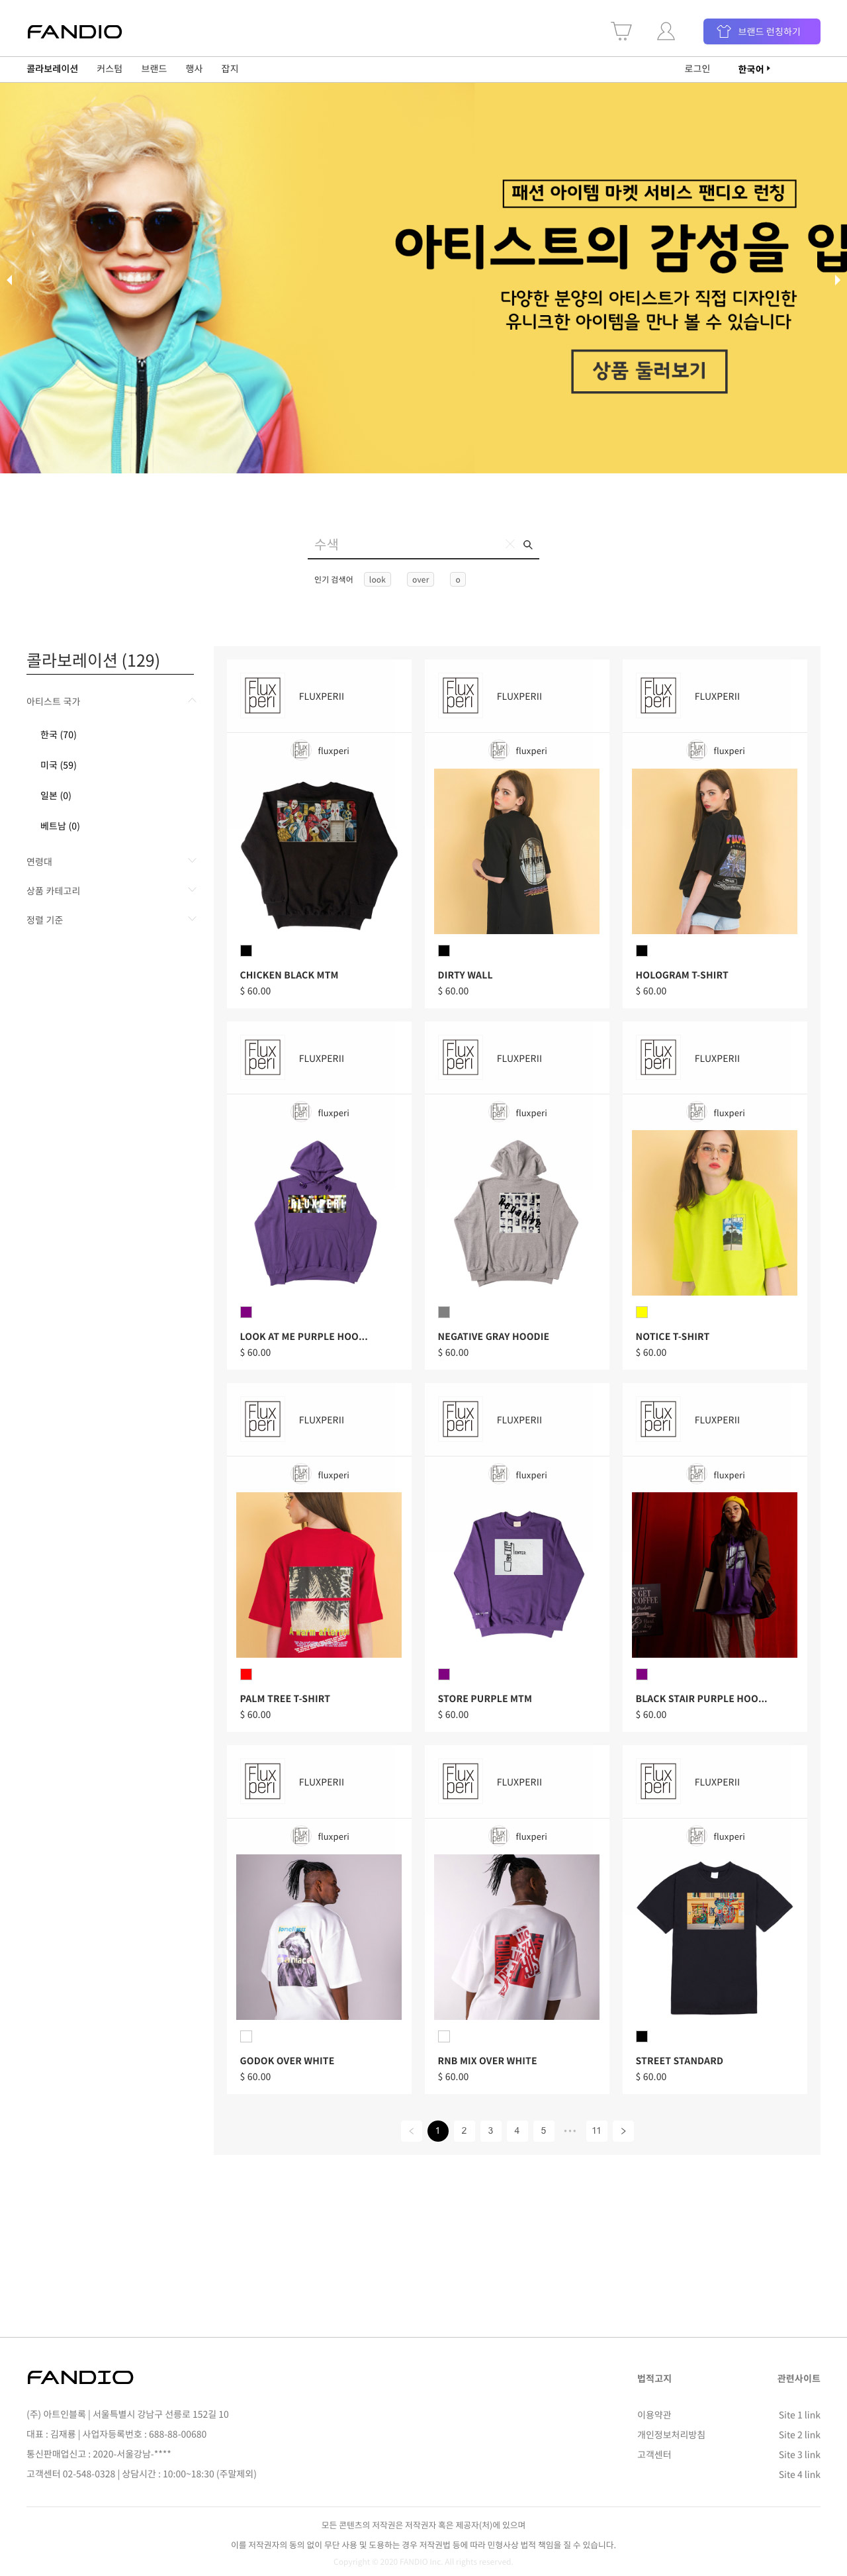 FANDIO
브랜드 런칭하기
콜라보레이션 커스텀 브랜드 행사 잡지 로그인 한국어
패션 아이템 마켓 서비스 팬디오 런칭
아티스트의 감성을 입
다양한 분양의 아티스트가 직접 디자인한
유니크한 아이템을 만나 볼 수 있습니다
상품 둘러보기
수색
인기 검색어 look over o
콜라보레이션 (129)
아티스트 국가
한국 (70)
미국 (59)
일본 (0)
베트남 (0)
연령대
상품 카테고리
정렬 기준
Flux peri FLUXPERII
fluxperi
CHICKEN BLACK MTM
$ 60.00
Flux peri FLUXPERII
fluxperi
DIRTY WALL
$ 60.00
Flux peri FLUXPERII
fluxperi
HOLOGRAM T-SHIRT
$ 60.00
Flux peri FLUXPERII
fluxperi
LOOK AT ME PURPLE HOO...
$ 60.00
Flux peri FLUXPERII
fluxperi
NEGATIVE GRAY HOODIE
$ 60.00
Flux peri FLUXPERII
fluxperi
NOTICE T-SHIRT
$ 60.00
Flux peri FLUXPERII
fluxperi
PALM TREE T-SHIRT
$ 60.00
Flux peri FLUXPERII
fluxperi
STORE PURPLE MTM
$ 60.00
Flux peri FLUXPERII
fluxperi
BLACK STAIR PURPLE HOO...
$ 60.00
Flux peri FLUXPERII
fluxperi
GODOK OVER WHITE
$ 60.00
Flux peri FLUXPERII
fluxperi
RNB MIX OVER WHITE
$ 60.00
Flux peri FLUXPERII
fluxperi
STREET STANDARD
$ 60.00
< 1 2 3 4 5 ••• 11 >
FANDIO
(주) 아트인블록 | 서울특별시 강남구 선릉로 152길 10
대표 : 김재룡 | 사업자등록번호 : 688-88-00680
통신판매업신고 : 2020-서울강남-****
고객센터 02-548-0328 | 상담시간 : 10:00~18:30 (주말제외)
법적고지
이용약관
개인정보처리방침
고객센터
관련사이트
Site 1 link
Site 2 link
Site 3 link
Site 4 link
모든 콘텐츠의 저작권은 저작권자 혹은 제공자(처)에 있으며
이를 저작권자의 동의 없이 무단 사용 및 도용하는 경우 저작권법 등에 따라 민형사상 법적 책임을 질 수 있습니다.
Copyright © 2020 FANDIO Inc. All rights reserved.